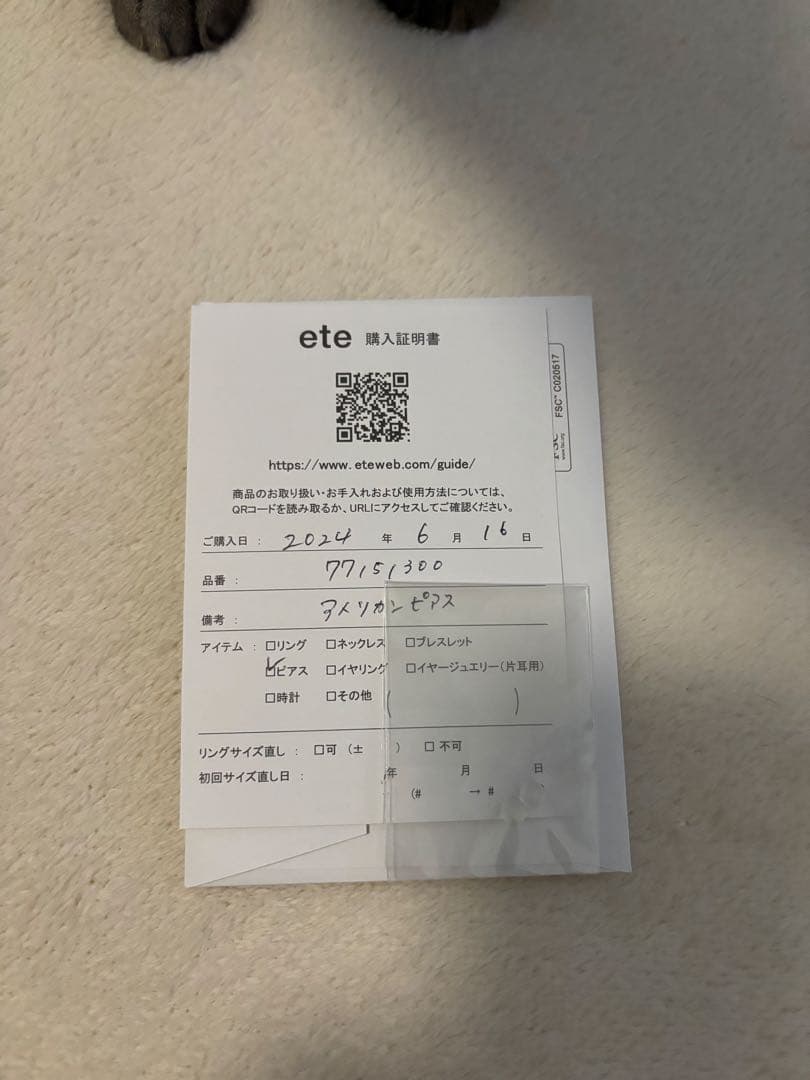 ete 購入証明書
https://www.eteweb.com/guide/
商品のお取り扱い・お手入れおよび使用方法については、
QRコードを読み取るか、URLにアクセスしてご確認ください。
ご購入日 : 2024 年 6 月 16 日
品番 : 77151300
備考 : アメリカンピアス
アイテム : □リング □ネックレス □ブレスレット
☑ピアス □イヤリング □イヤージュエリー(片耳用)
□時計 □その他 ( )
リングサイズ直し : □可 (± ) □不可
初回サイズ直し日 : 年 月 日
(# → # )
FSC
www.fsc.org
FSC™ C020517